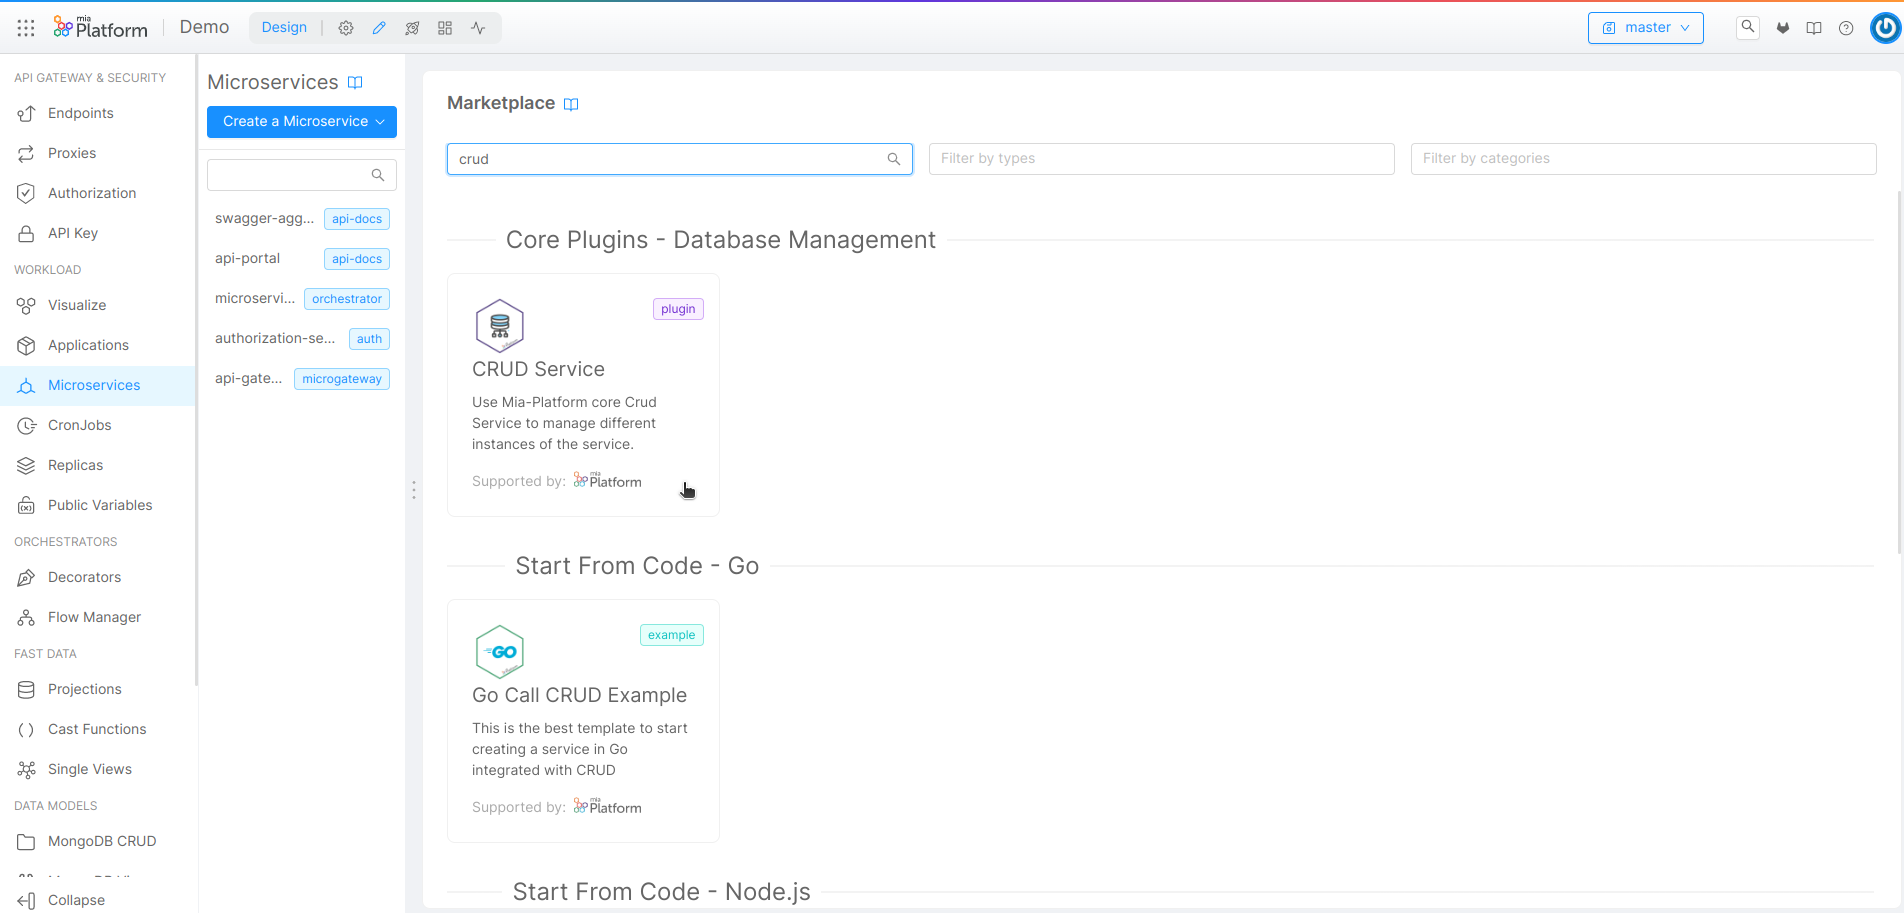 mia
Platform
Demo
Design
master
API GATEWAY & SECURITY
Endpoints
Proxies
Authorization
API Key
WORKLOAD
Visualize
Applications
Microservices
CronJobs
Replicas
Public Variables
ORCHESTRATORS
Decorators
Flow Manager
FAST DATA
Projections
Cast Functions
Single Views
DATA MODELS
MongoDB CRUD
Collapse
Microservices
Create a Microservice
swagger-agg... api-docs
api-portal api-docs
microservi... orchestrator
authorization-se... auth
api-gate... microgateway
Marketplace
crud
Filter by types
Filter by categories
Core Plugins - Database Management
plugin
CRUD Service
Use Mia-Platform core Crud
Service to manage different
instances of the service.
Supported by: mia Platform
Start From Code - Go
example
GO
Go Call CRUD Example
This is the best template to start
creating a service in Go
integrated with CRUD
Supported by: mia Platform
Start From Code - Node.js